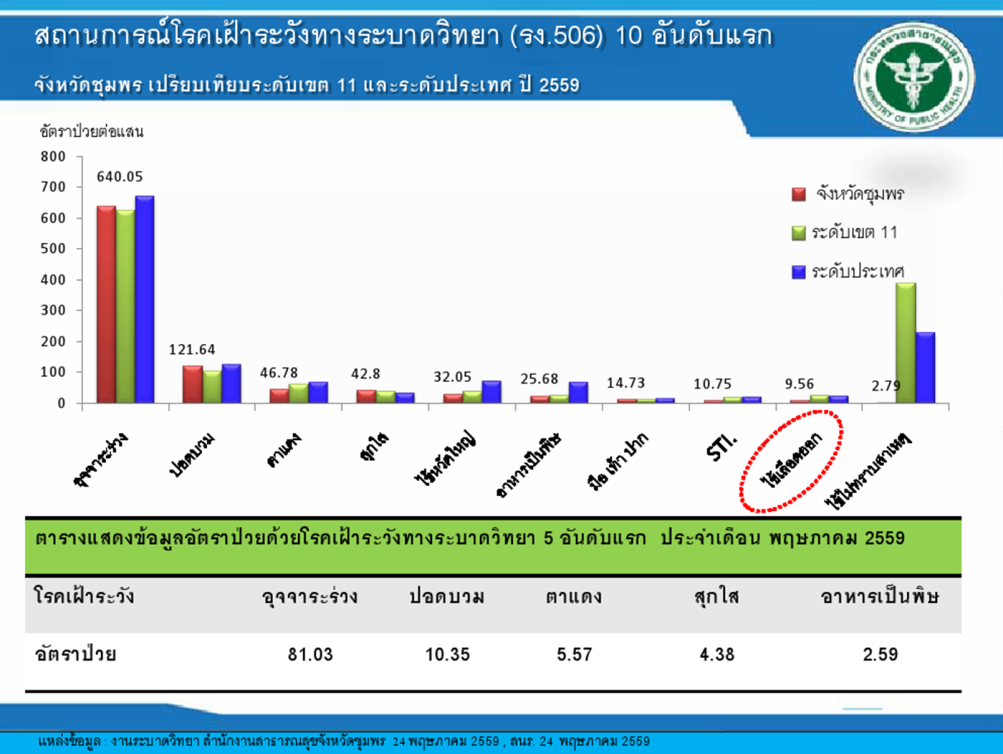 สถานการณ์โรคเฝ้าระวังทางระบาดวิทยา (รง.506) 10 อันดับแรก
จังหวัดชุมพร เปรียบเทียบระดับเขต 11 และระดับประเทศ ปี 2559
กระทรวงสาธารณสุข
MINISTRY OF PUBLIC HEALTH
อัตราป่วยต่อแสน
800
700
600
500
400
300
200
100
0
640.05
121.64
46.78
42.8
32.05
25.68
14.73
10.75
9.56
2.79
จังหวัดชุมพร
ระดับเขต 11
ระดับประเทศ
อุจจาระร่วง
ปอดบวม
ตาแดง
สุกใส
ไข้หวัดใหญ่
อาหารเป็นพิษ
มือ เท้า ปาก
STI.
ไข้เลือดออก
ไข้ไม่ทราบสาเหตุ
ตารางแสดงข้อมูลอัตราป่วยด้วยโรคเฝ้าระวังทางระบาดวิทยา 5 อันดับแรก ประจำเดือน พฤษภาคม 2559
โรคเฝ้าระวัง อุจจาระร่วง ปอดบวม ตาแดง สุกใส อาหารเป็นพิษ
อัตราป่วย 81.03 10.35 5.57 4.38 2.59
แหล่งข้อมูล : งานระบาดวิทยา สำนักงานสาธารณสุขจังหวัดชุมพร 24 พฤษภาคม 2559 , สนร. 24 พฤษภาคม 2559